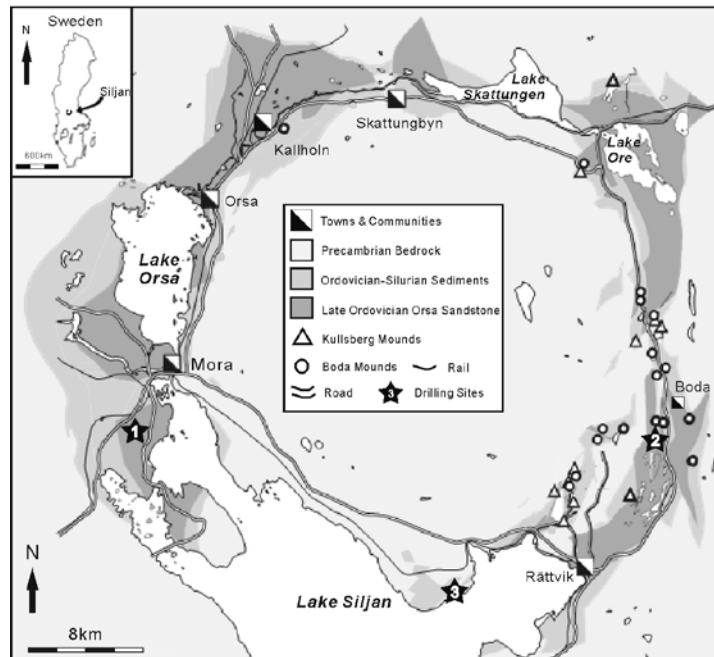 Sweden
N
Siljan
600km
Lake
Skattungen
Skattungbyn
Kallholn
Lake
Ore
Orsa
Lake
Orsa
Towns & Communities
Precambrian Bedrock
Ordovician-Silurian Sediments
Late Ordovician Orsa Sandstone
Kullsberg Mounds
Boda Mounds
Rail
Road
3
Drilling Sites
Mora
Boda
1
2
N
8km
Lake Siljan
3
Rättvik